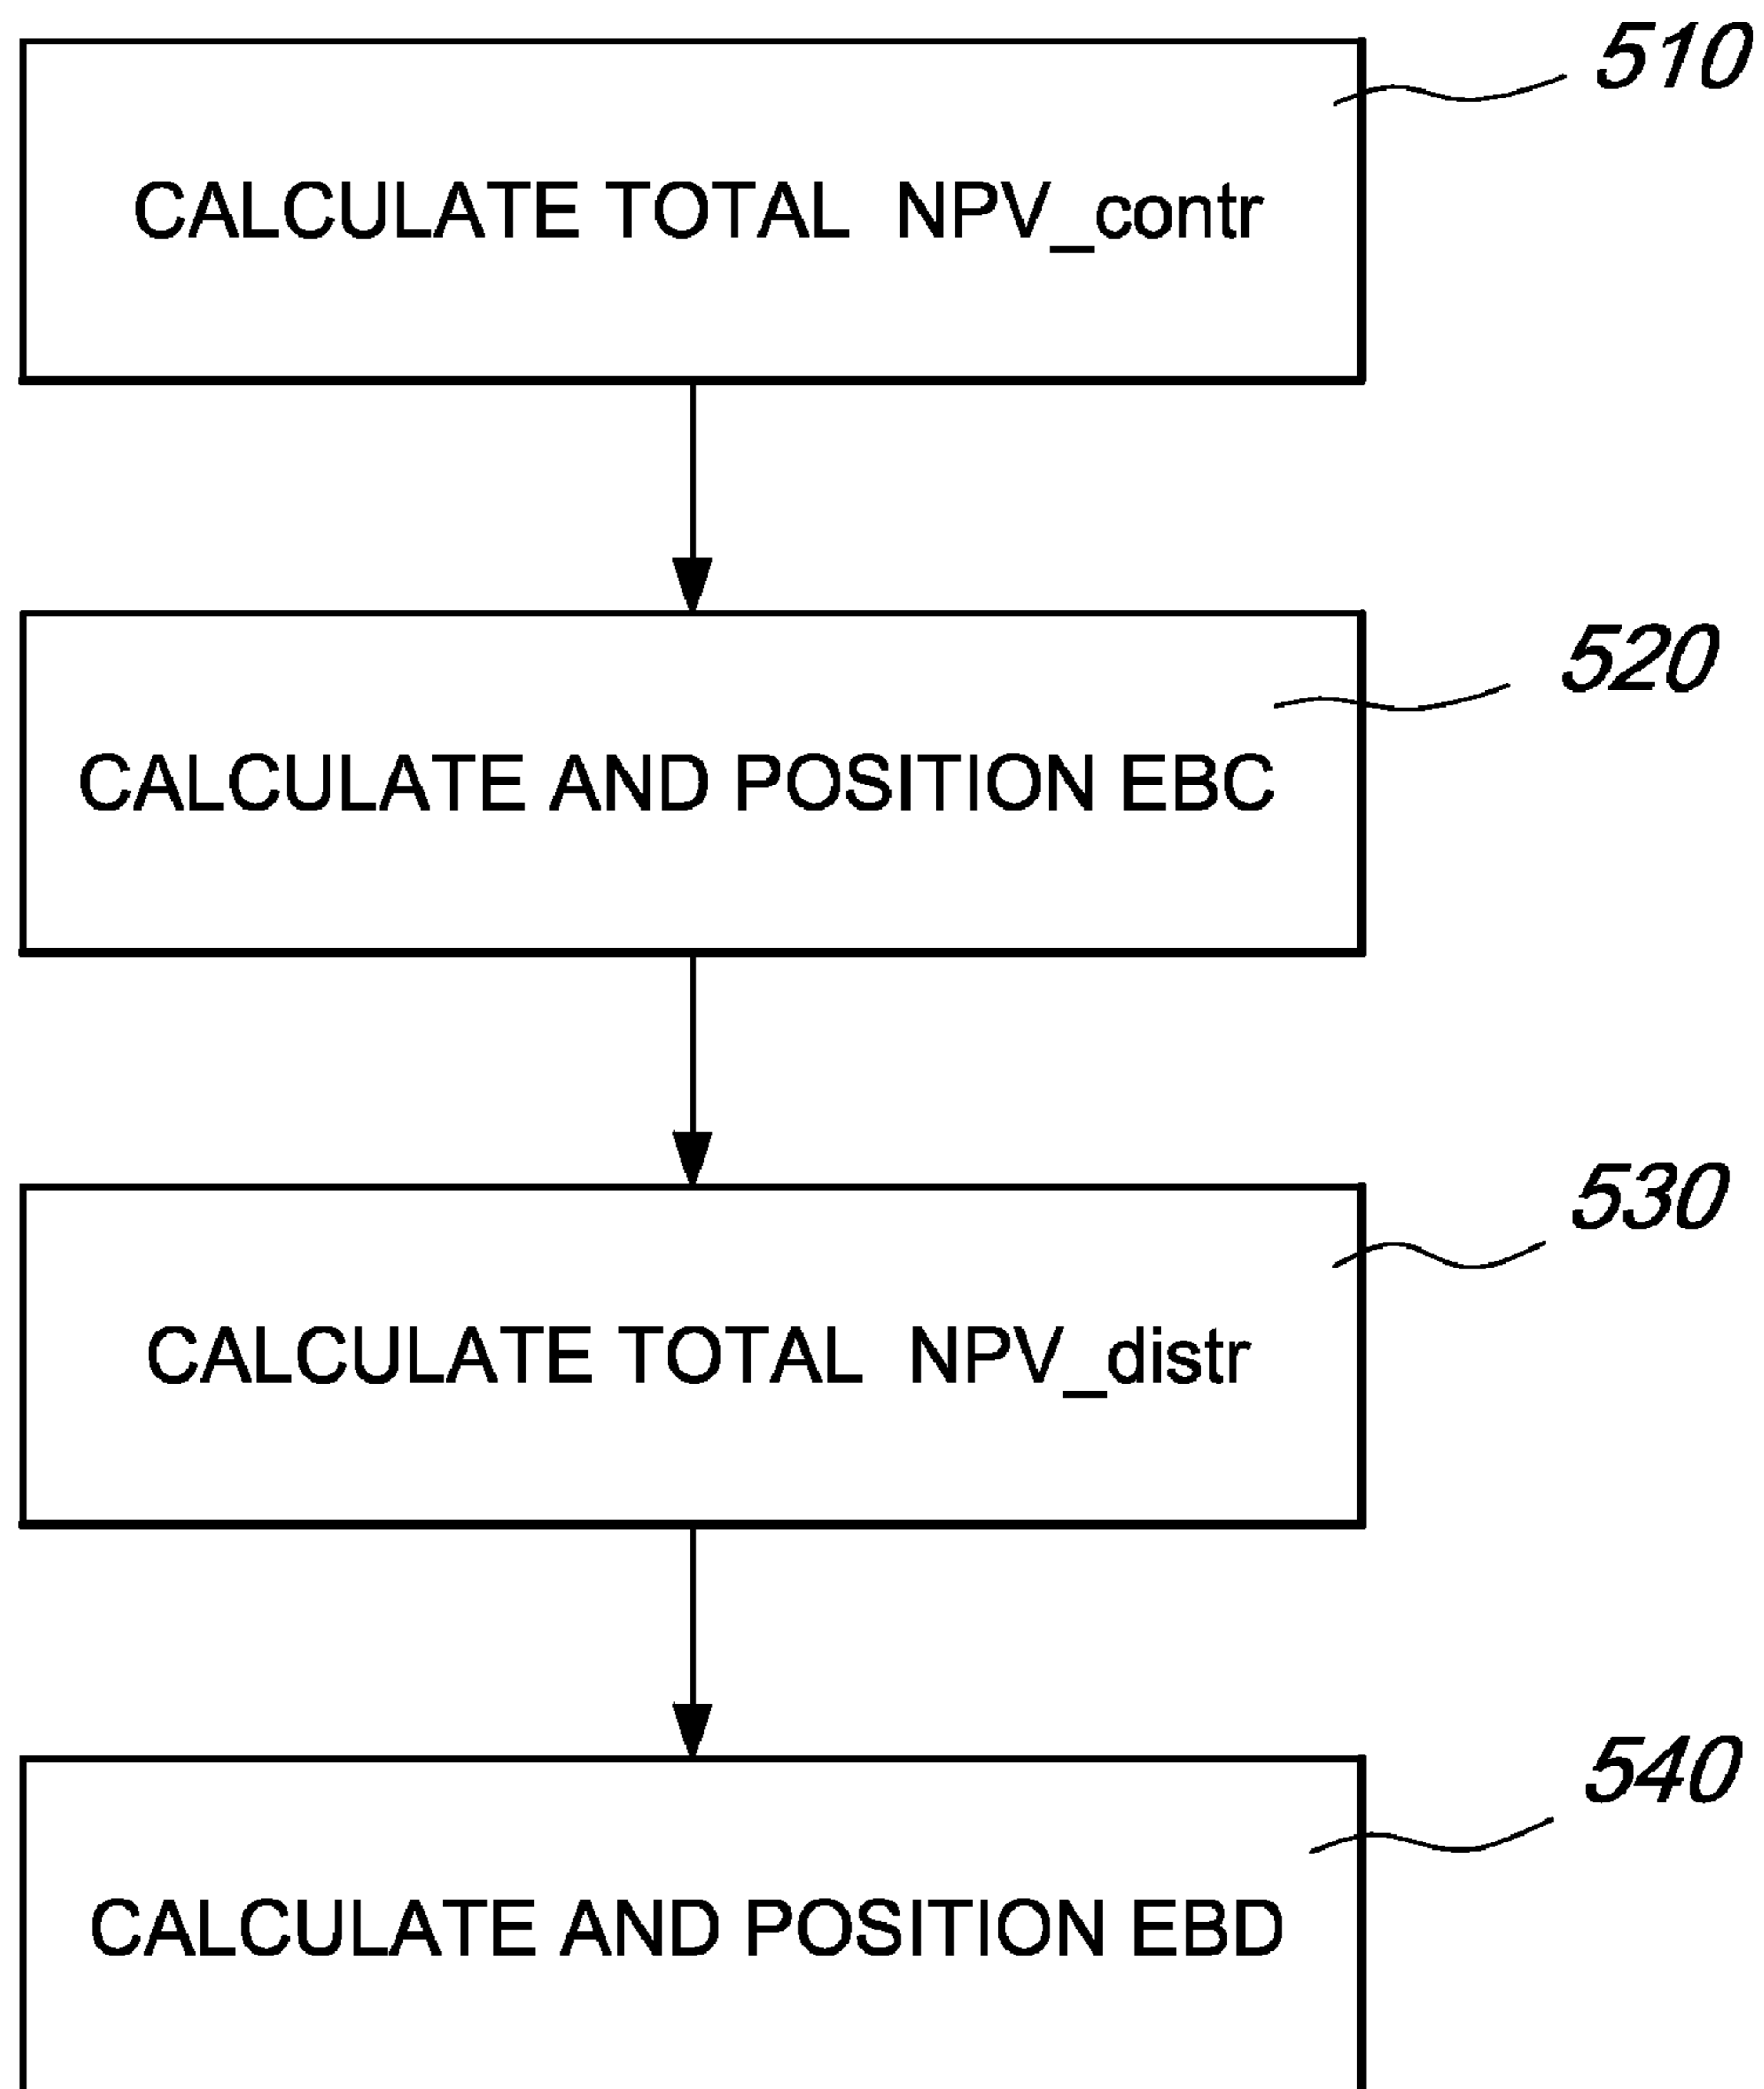 510
CALCULATE TOTAL NPV_contr
520
CALCULATE AND POSITION EBC
530
CALCULATE TOTAL NPV_distr
540
CALCULATE AND POSITION EBD